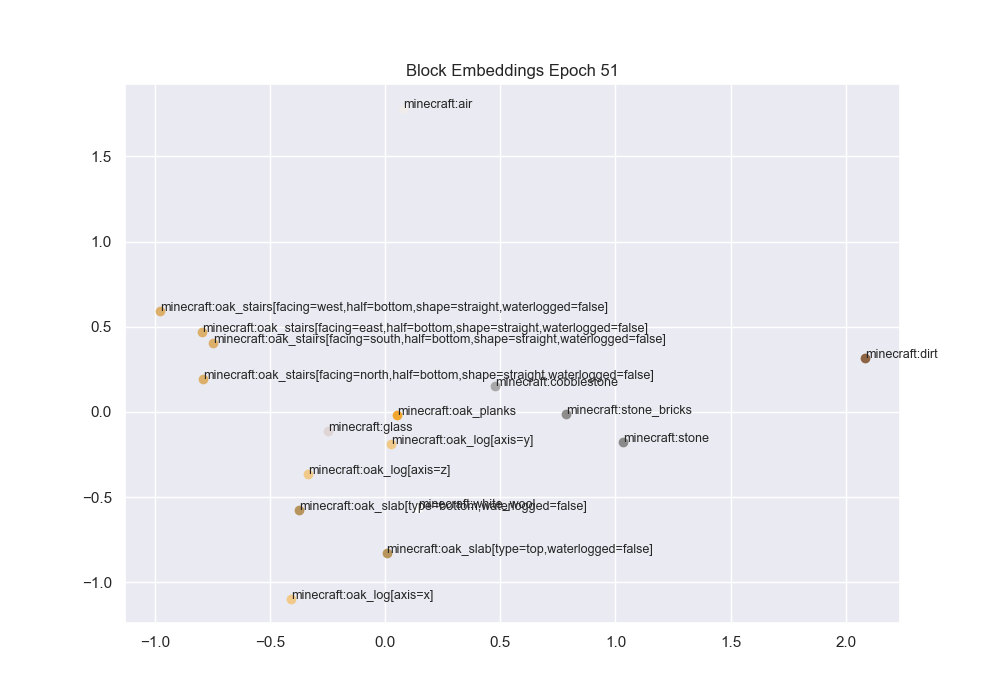 Block Embeddings Epoch 51
minecraft:air
1.5
1.0
minecraft:oak_stairs[facing=west,half=bottom,shape=straight,waterlogged=false]
0.5
minecraft:oak_stairs[facing=east,half=bottom,shape=straight,waterlogged=false]
minecraft:oak_stairs[facing=south,half=bottom,shape=straight,waterlogged=false]
minecraft:dirt
minecraft:oak_stairs[facing=north,half=bottom,shape=straight,waterlogged=false]
minecraft:cobblestone
0.0
minecraft:oak_planks
minecraft:stone_bricks
minecraft:glass
minecraft:oak_log[axis=y]
minecraft:stone
minecraft:oak_log[axis=z]
−0.5
minecraft:white_wool
minecraft:oak_slab[type=bottom,waterlogged=false]
minecraft:oak_slab[type=top,waterlogged=false]
−1.0
minecraft:oak_log[axis=x]
−1.0 −0.5 0.0 0.5 1.0 1.5 2.0